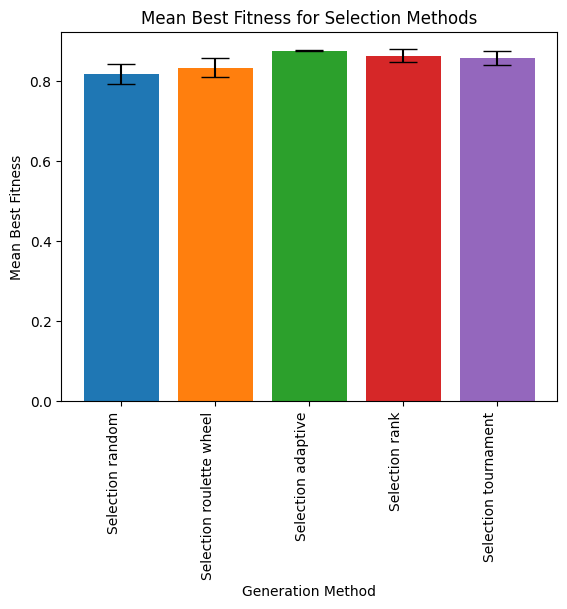 Mean Best Fitness for Selection Methods
Mean Best Fitness
0.8
0.6
0.4
0.2
0.0
Selection random
Selection roulette wheel
Selection adaptive
Selection rank
Selection tournament
Generation Method